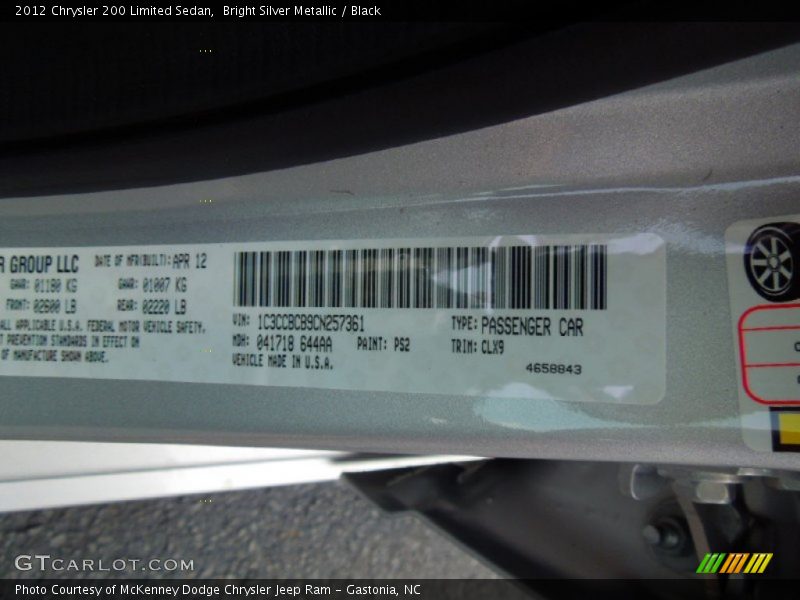 2012 Chrysler 200 Limited Sedan, Bright Silver Metallic / Black
R GROUP LLC DATE OF MFR(BUILT): APR 12
GAWR: 01180 KG GAWR: 01007 KG
FRONT: 02600 LB REAR: 02220 LB
ALL APPLICABLE U.S.A. FEDERAL MOTOR VEHICLE SAFETY,
T PREVENTION STANDARDS IN EFFECT ON
OF MANUFACTURE SHOWN ABOVE.
VIN: 1C3CCBCB9CN257361 TYPE: PASSENGER CAR
MDH: 041718 644AA PAINT: PS2 TRIM: CLX9
VEHICLE MADE IN U.S.A.
4658843
GTCARLOT.COM
Photo Courtesy of McKenney Dodge Chrysler Jeep Ram - Gastonia, NC